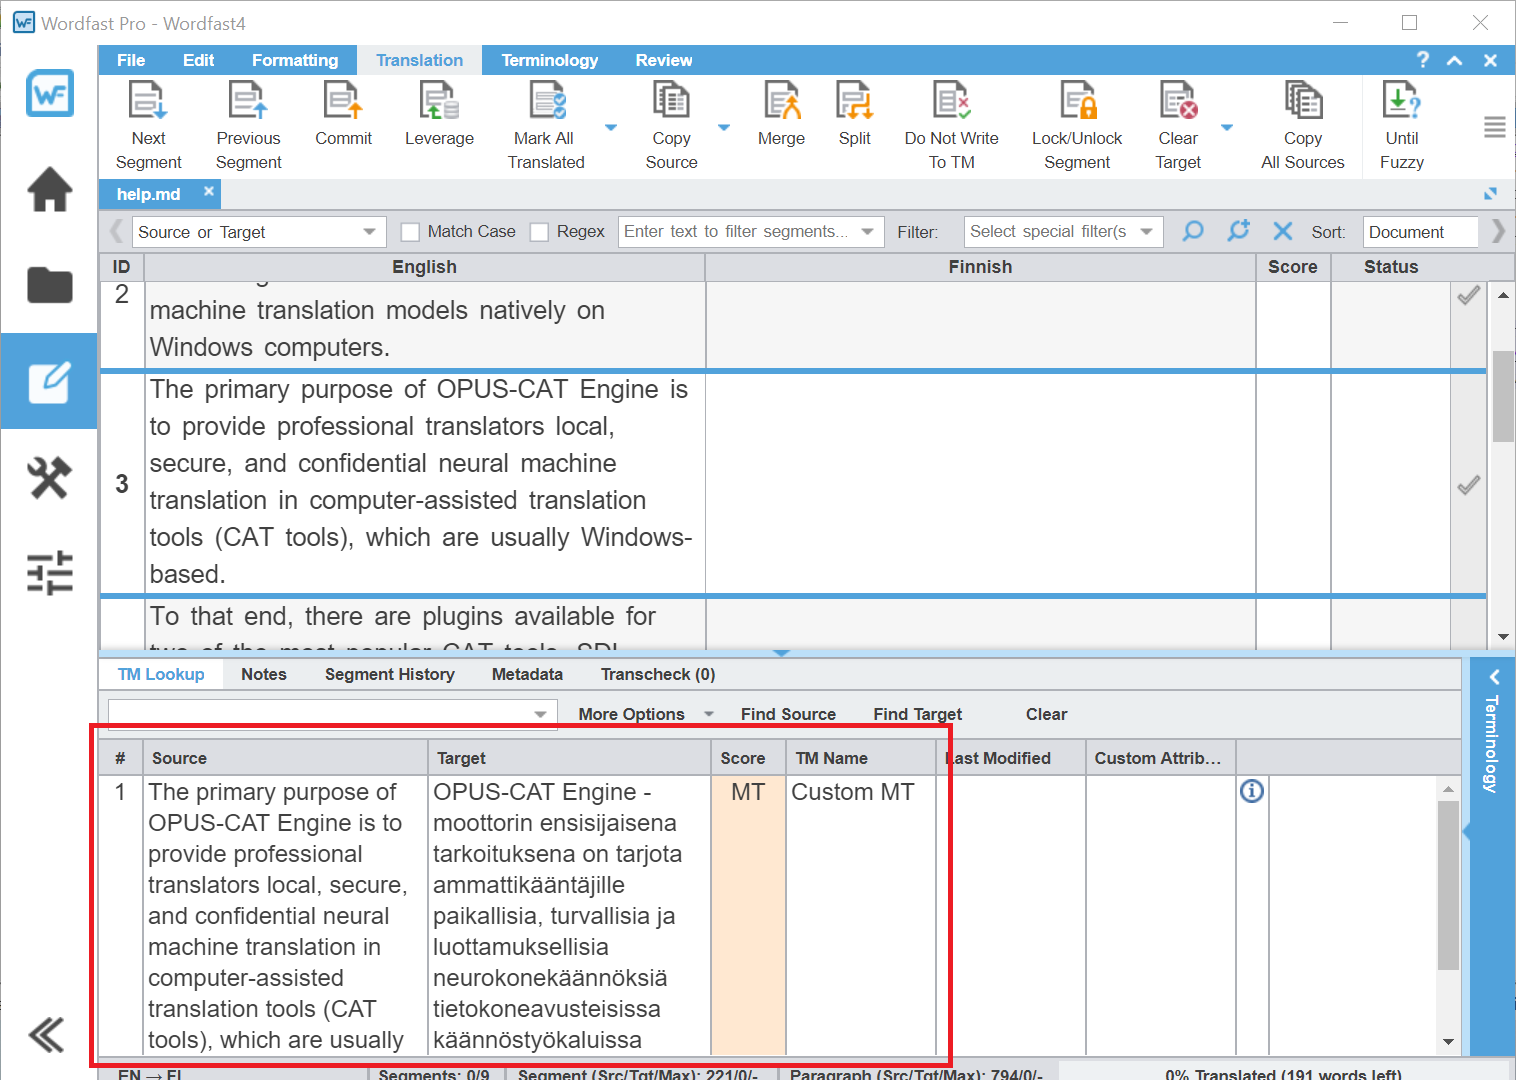 Wordfast Pro - Wordfast4
File Edit Formatting Translation Terminology Review
Next Segment
Previous Segment
Commit
Leverage
Mark All Translated
Copy Source
Merge
Split
Do Not Write To TM
Lock/Unlock Segment
Clear Target
Copy All Sources
Until Fuzzy
help.md
Source or Target Match Case Regex Enter text to filter segments... Filter: Select special filter(s Sort: Document
ID English Finnish Score Status
2
machine translation models natively on
Windows computers.
3
The primary purpose of OPUS-CAT Engine is
to provide professional translators local,
secure, and confidential neural machine
translation in computer-assisted translation
tools (CAT tools), which are usually Windows-
based.
To that end, there are plugins available for
two of the most popular CAT tools, SDL
TM Lookup Notes Segment History Metadata Transcheck (0)
More Options Find Source Find Target Clear
Terminology
# Source Target Score TM Name Last Modified Custom Attrib...
1
The primary purpose of
OPUS-CAT Engine is to
provide professional
translators local, secure,
and confidential neural
machine translation in
computer-assisted
translation tools (CAT
tools), which are usually
OPUS-CAT Engine -
moottorin ensisijaisena
tarkoituksena on tarjota
ammattikääntäjille
paikallisia, turvallisia ja
luottamuksellisia
neurokonekäännöksiä
tietokoneavusteisissa
käännöstyökaluissa
MT
Custom MT
EN → FI Segments: 0/9 Segment (Src/Tgt/Max): 221/0/- Paragraph (Src/Tgt/Max): 794/0/- 0% Translated (191 words left)